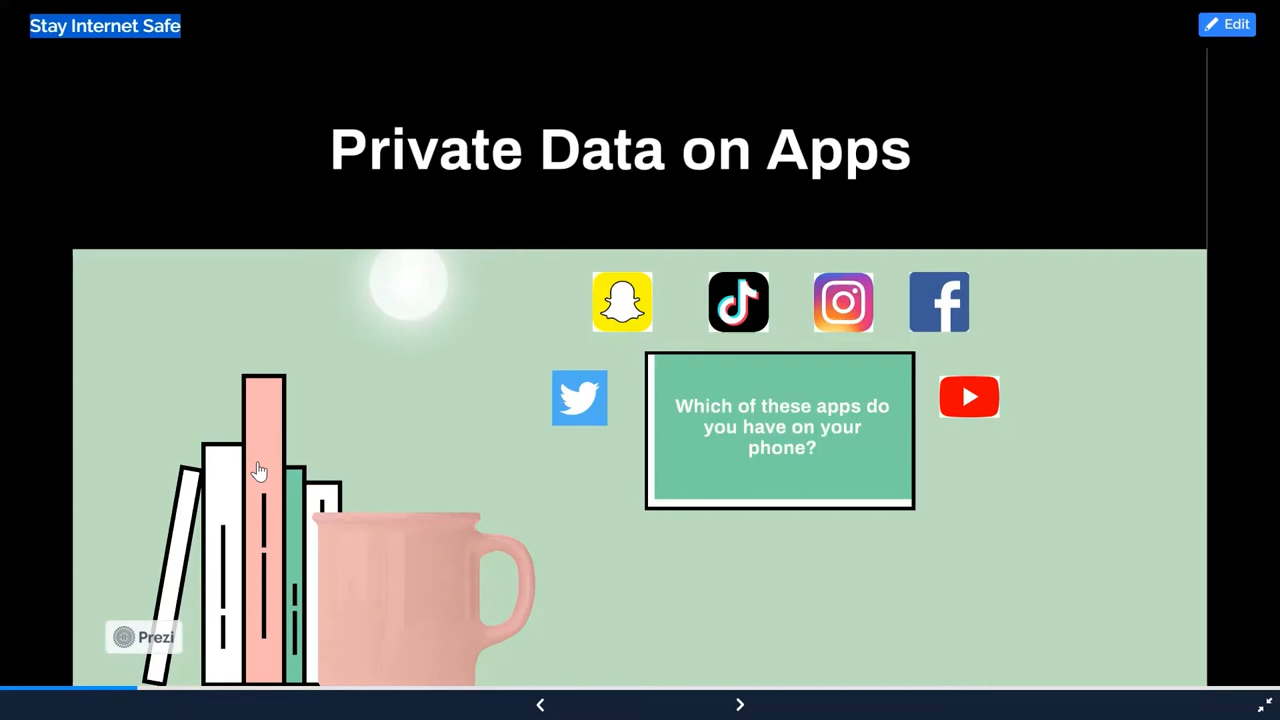 Stay Internet Safe
Edit
Private Data on Apps
Which of these apps do
you have on your
phone?
Prezi